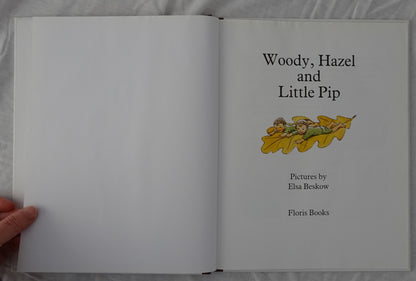 Woody, Hazel
and
Little Pip
Pictures by
Elsa Beskow
Floris Books